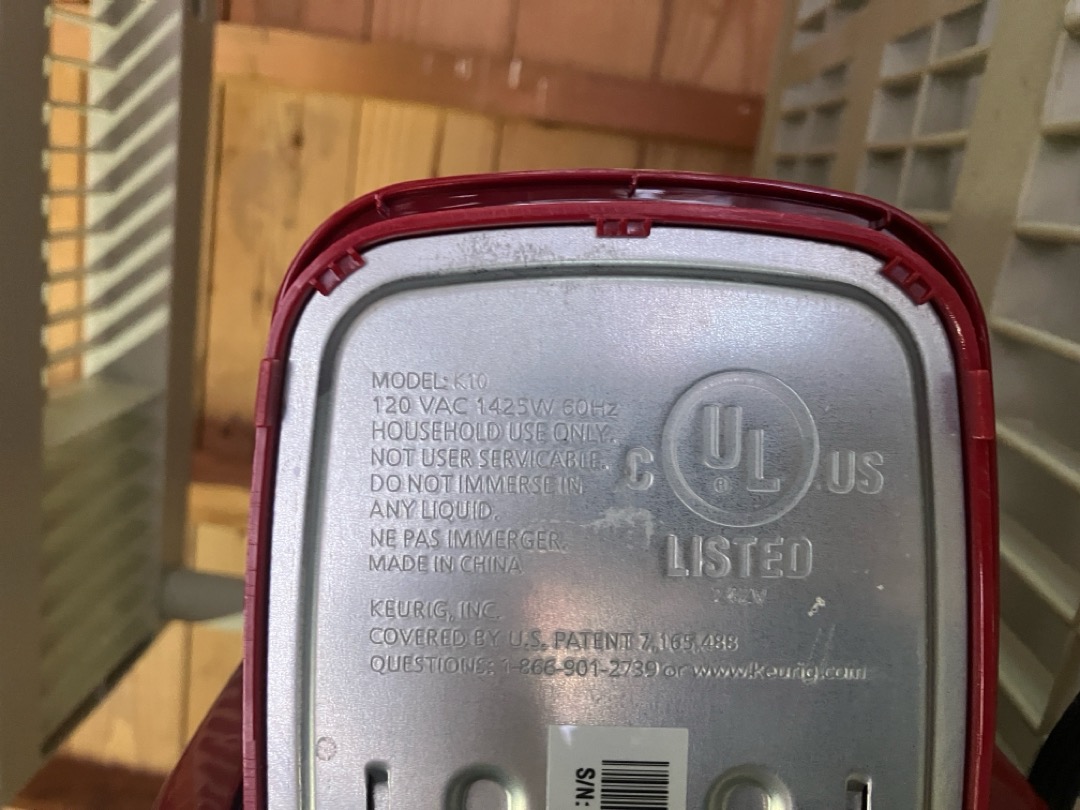 MODEL: K10
120 VAC 1425W 60Hz
HOUSEHOLD USE ONLY.
NOT USER SERVICABLE.
DO NOT IMMERSE IN
ANY LIQUID.
NE PAS IMMERGER.
MADE IN CHINA
C UL ® US
LISTED
KEURIG, INC.
COVERED BY U.S. PATENT 7,165,488
QUESTIONS: 1-866-901-2739 or www.keurig.com
S/N: